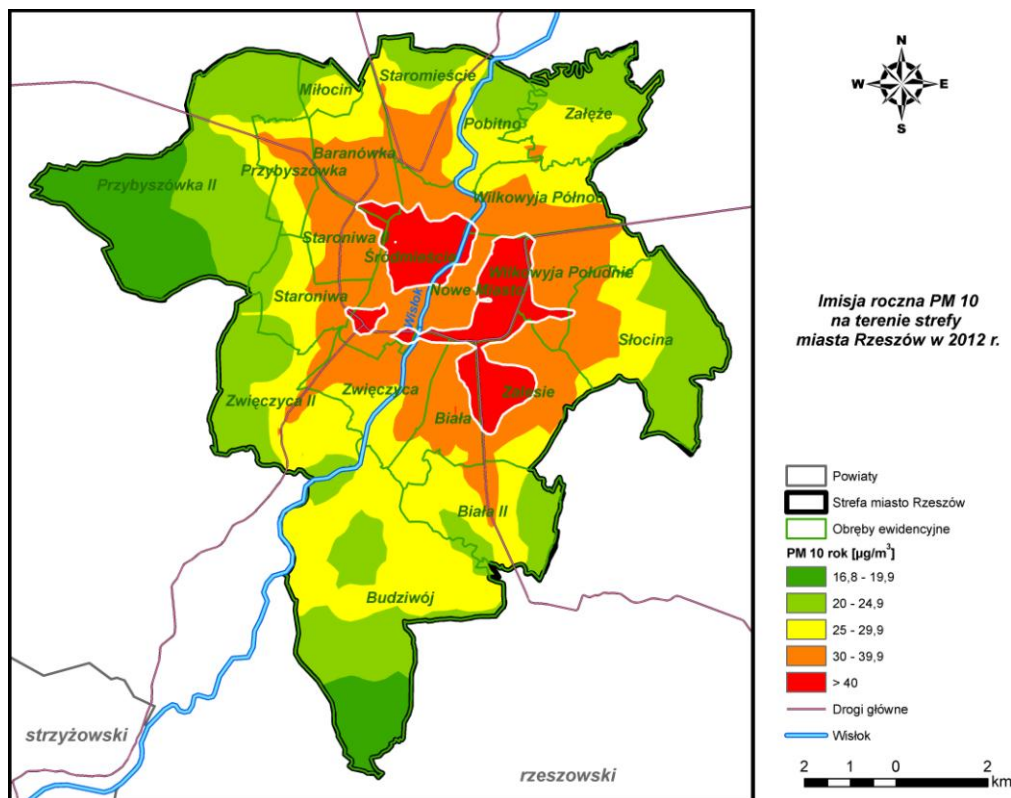 Staromieście
Miłocin
Załęże
Pobitno
Baranówka
Przybyszówka
Przybyszówka II
Wilkowyja Północ
Staroniwa
Śródmieście
Wilkowyja Południe
Nowe Miasto
Staroniwa
Wisłok
Słocina
Zwięczyca
Zalesie
Zwięczyca II
Biała
Biała II
Budziwój
strzyżowski
rzeszowski
N
W E
S
Imisja roczna PM 10
na terenie strefy
miasta Rzeszów w 2012 r.
Powiaty
Strefa miasto Rzeszów
Obręby ewidencyjne
PM 10 rok [µg/m³]
16,8 - 19,9
20 - 24,9
25 - 29,9
30 - 39,9
> 40
Drogi główne
Wisłok
2 1 0 2
km